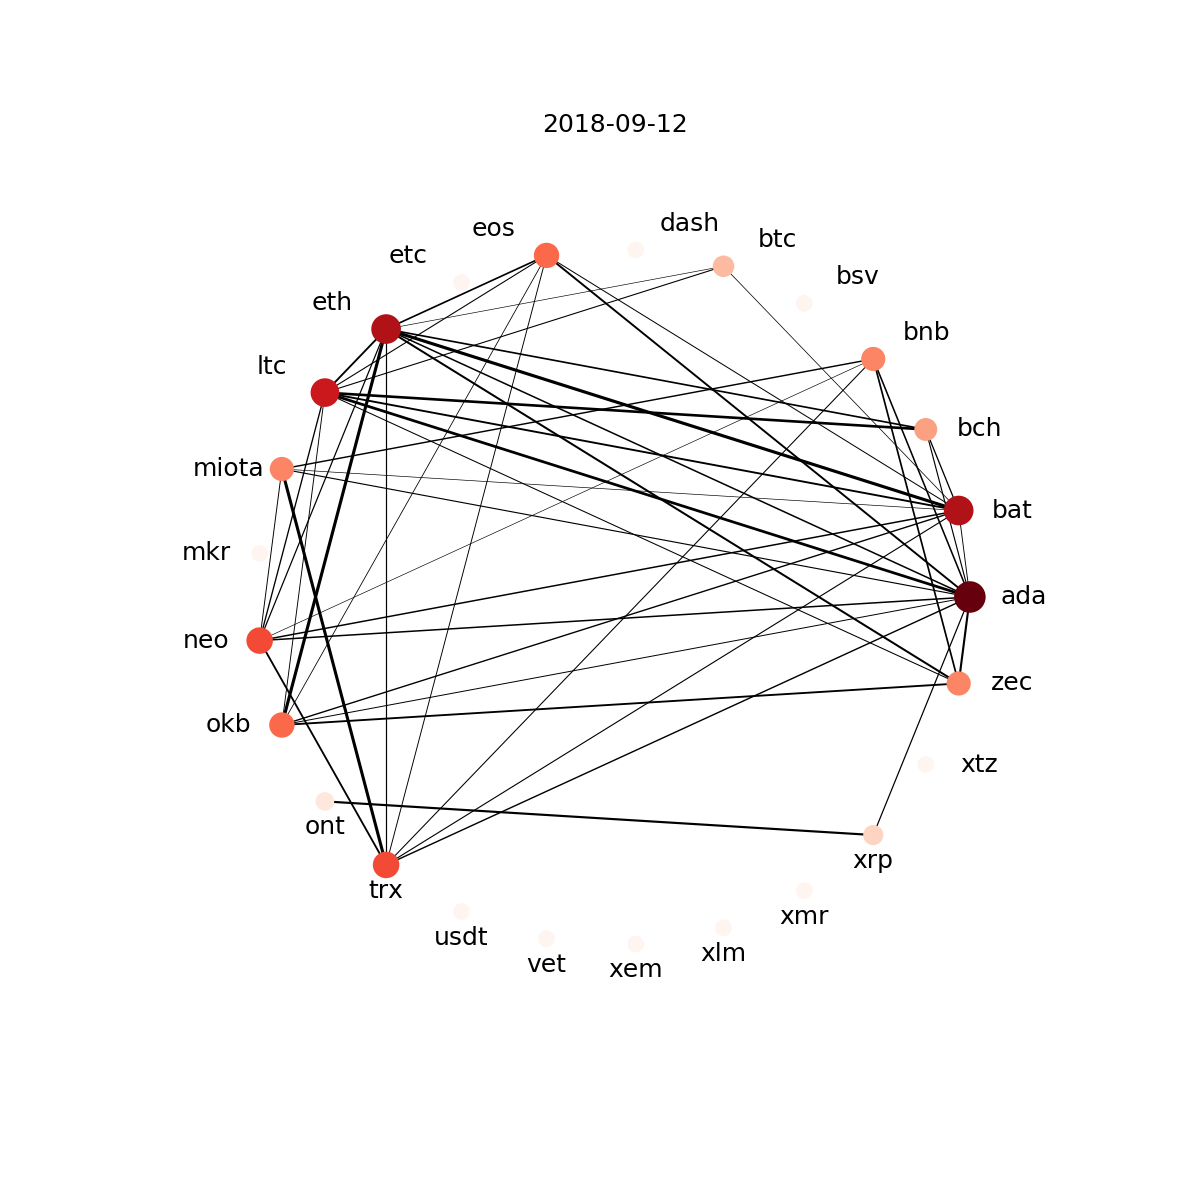 2018-09-12
dash
eos
btc
etc
bsv
eth
bnb
ltc
bch
miota
bat
mkr
ada
neo
zec
okb
xtz
ont
xrp
trx
xmr
usdt
xlm
vet
xem